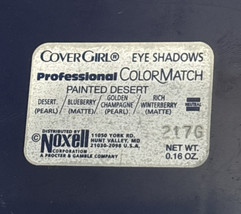 COVERGIRL® EYE SHADOWS
Professional COLORMATCH
PAINTED DESERT
DESERT / BLUEBERRY / GOLDEN CHAMPAGNE / RICH WINTERBERRY
(PEARL) (MATTE) (PEARL) (MATTE)
2176
DISTRIBUTED BY
© Noxell
CORPORATION
A PROCTER & GAMBLE COMPANY
11050 YORK RD.
HUNT VALLEY, MD
21030-2098 U.S.A.
NET WT.
0.16 OZ.